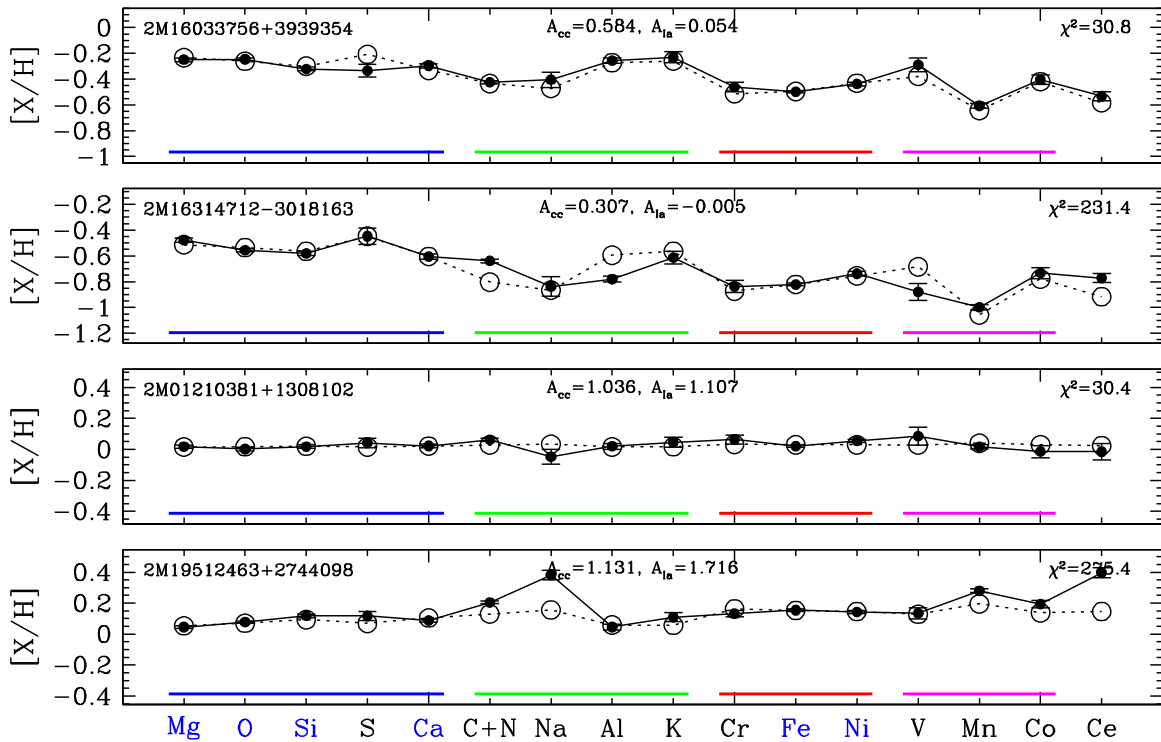 2M16033756+3939354 A_cc=0.584, A_la=0.054 χ²=30.8
[X/H]
0
−0.2
−0.4
−0.6
−0.8
−1
2M16314712−3018163 A_cc=0.307, A_la=−0.005 χ²=231.4
[X/H]
−0.2
−0.4
−0.6
−0.8
−1
−1.2
2M01210381+1308102 A_cc=1.036, A_la=1.107 χ²=30.4
[X/H]
0.4
0.2
0
−0.2
−0.4
2M19512463+2744098 A_cc=1.131, A_la=1.716 χ²=275.4
[X/H]
0.4
0.2
0
−0.2
−0.4
Mg O Si S Ca C+N Na Al K Cr Fe Ni V Mn Co Ce